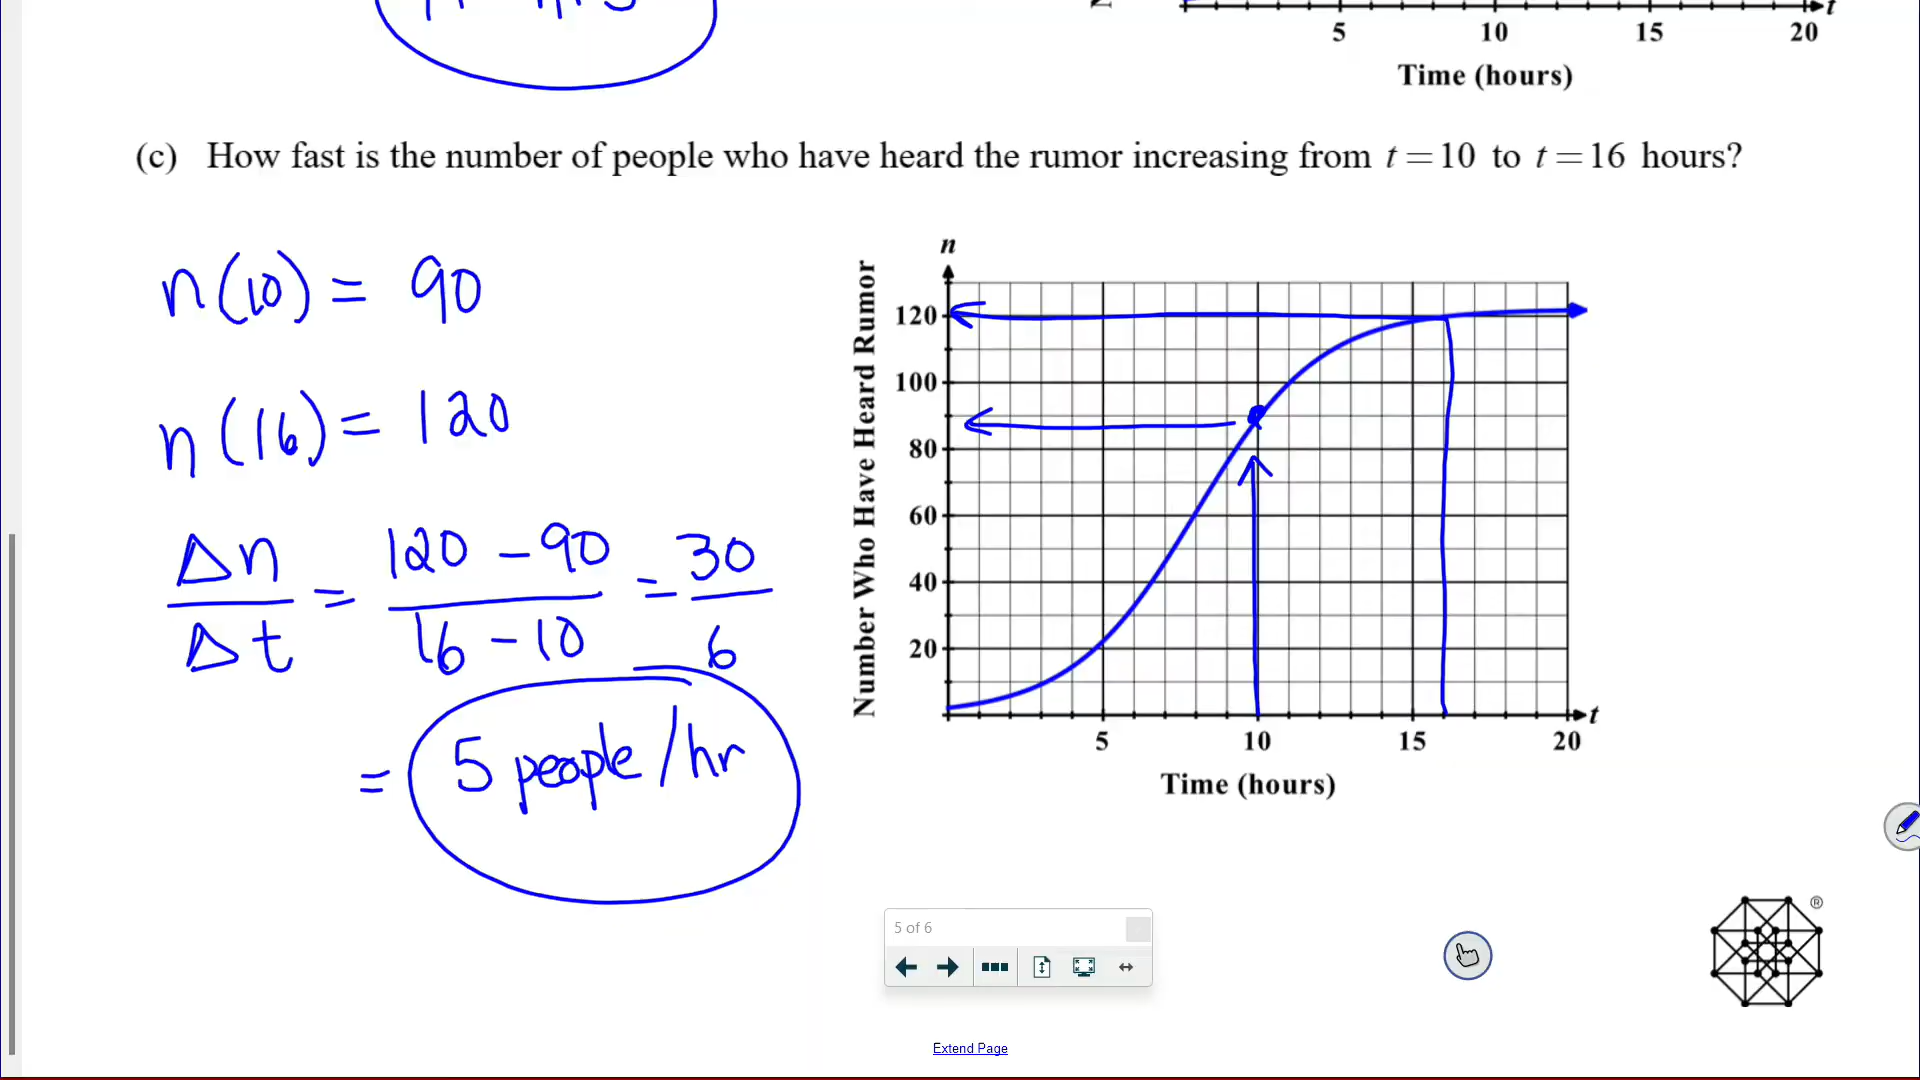 5 10 15 20
t
Time (hours)
(c) How fast is the number of people who have heard the rumor increasing from t = 10 to t = 16 hours?
n(10) = 90
n(16) = 120
Δn/Δt = (120 - 90)/(16 - 10) = 30/6
= 5 people/hr
n
Number Who Have Heard Rumor
120
100
80
60
40
20
5 10 15 20
t
Time (hours)
5 of 6
®
Extend Page